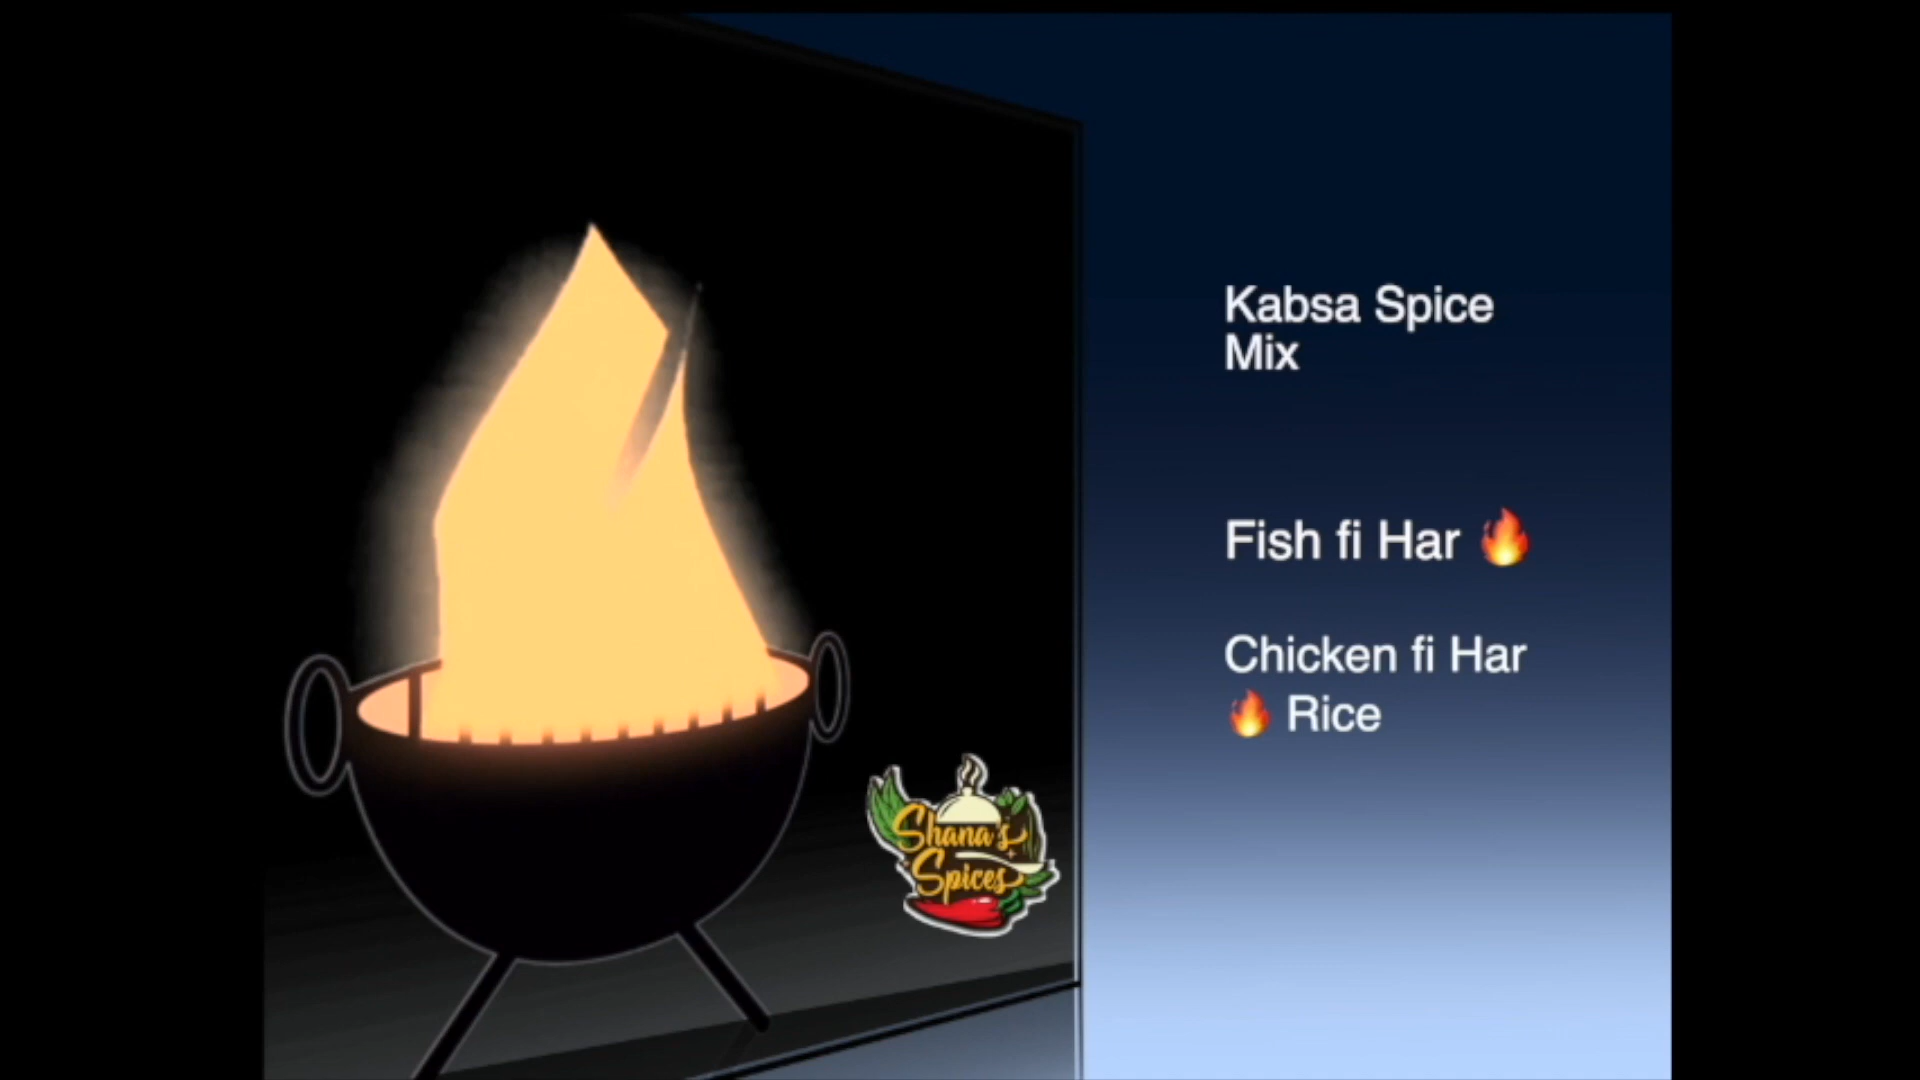 Kabsa Spice
Mix
Fish fi Har 🔥
Chicken fi Har
🔥 Rice
Shana's
Spices